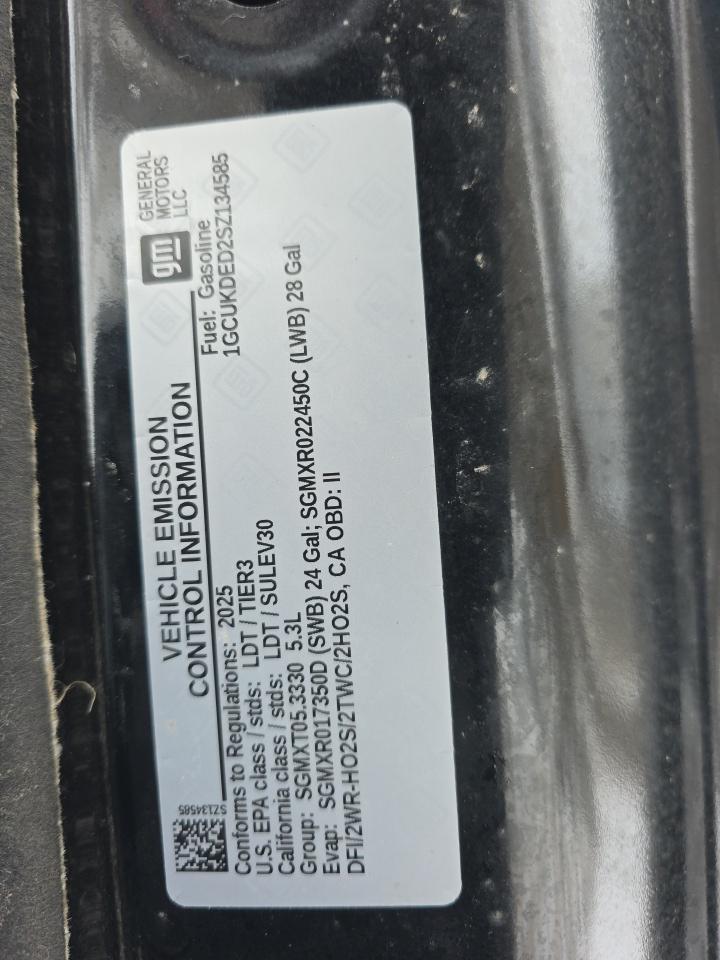 VEHICLE EMISSION
CONTROL INFORMATION
gm
GENERAL
MOTORS
LLC
SZ134585
Conforms to Regulations: 2025
Fuel: Gasoline
U.S. EPA class / stds: LDT / TIER3
1GCUKDED2SZ134585
California class / stds: LDT / SULEV30
Group: SGMXT05.3330 5.3L
Evap: SGMXR017350D (SWB) 24 Gal; SGMXR022450C (LWB) 28 Gal
DFI/2WR-HO2S/2TWC/2HO2S, CA OBD: II